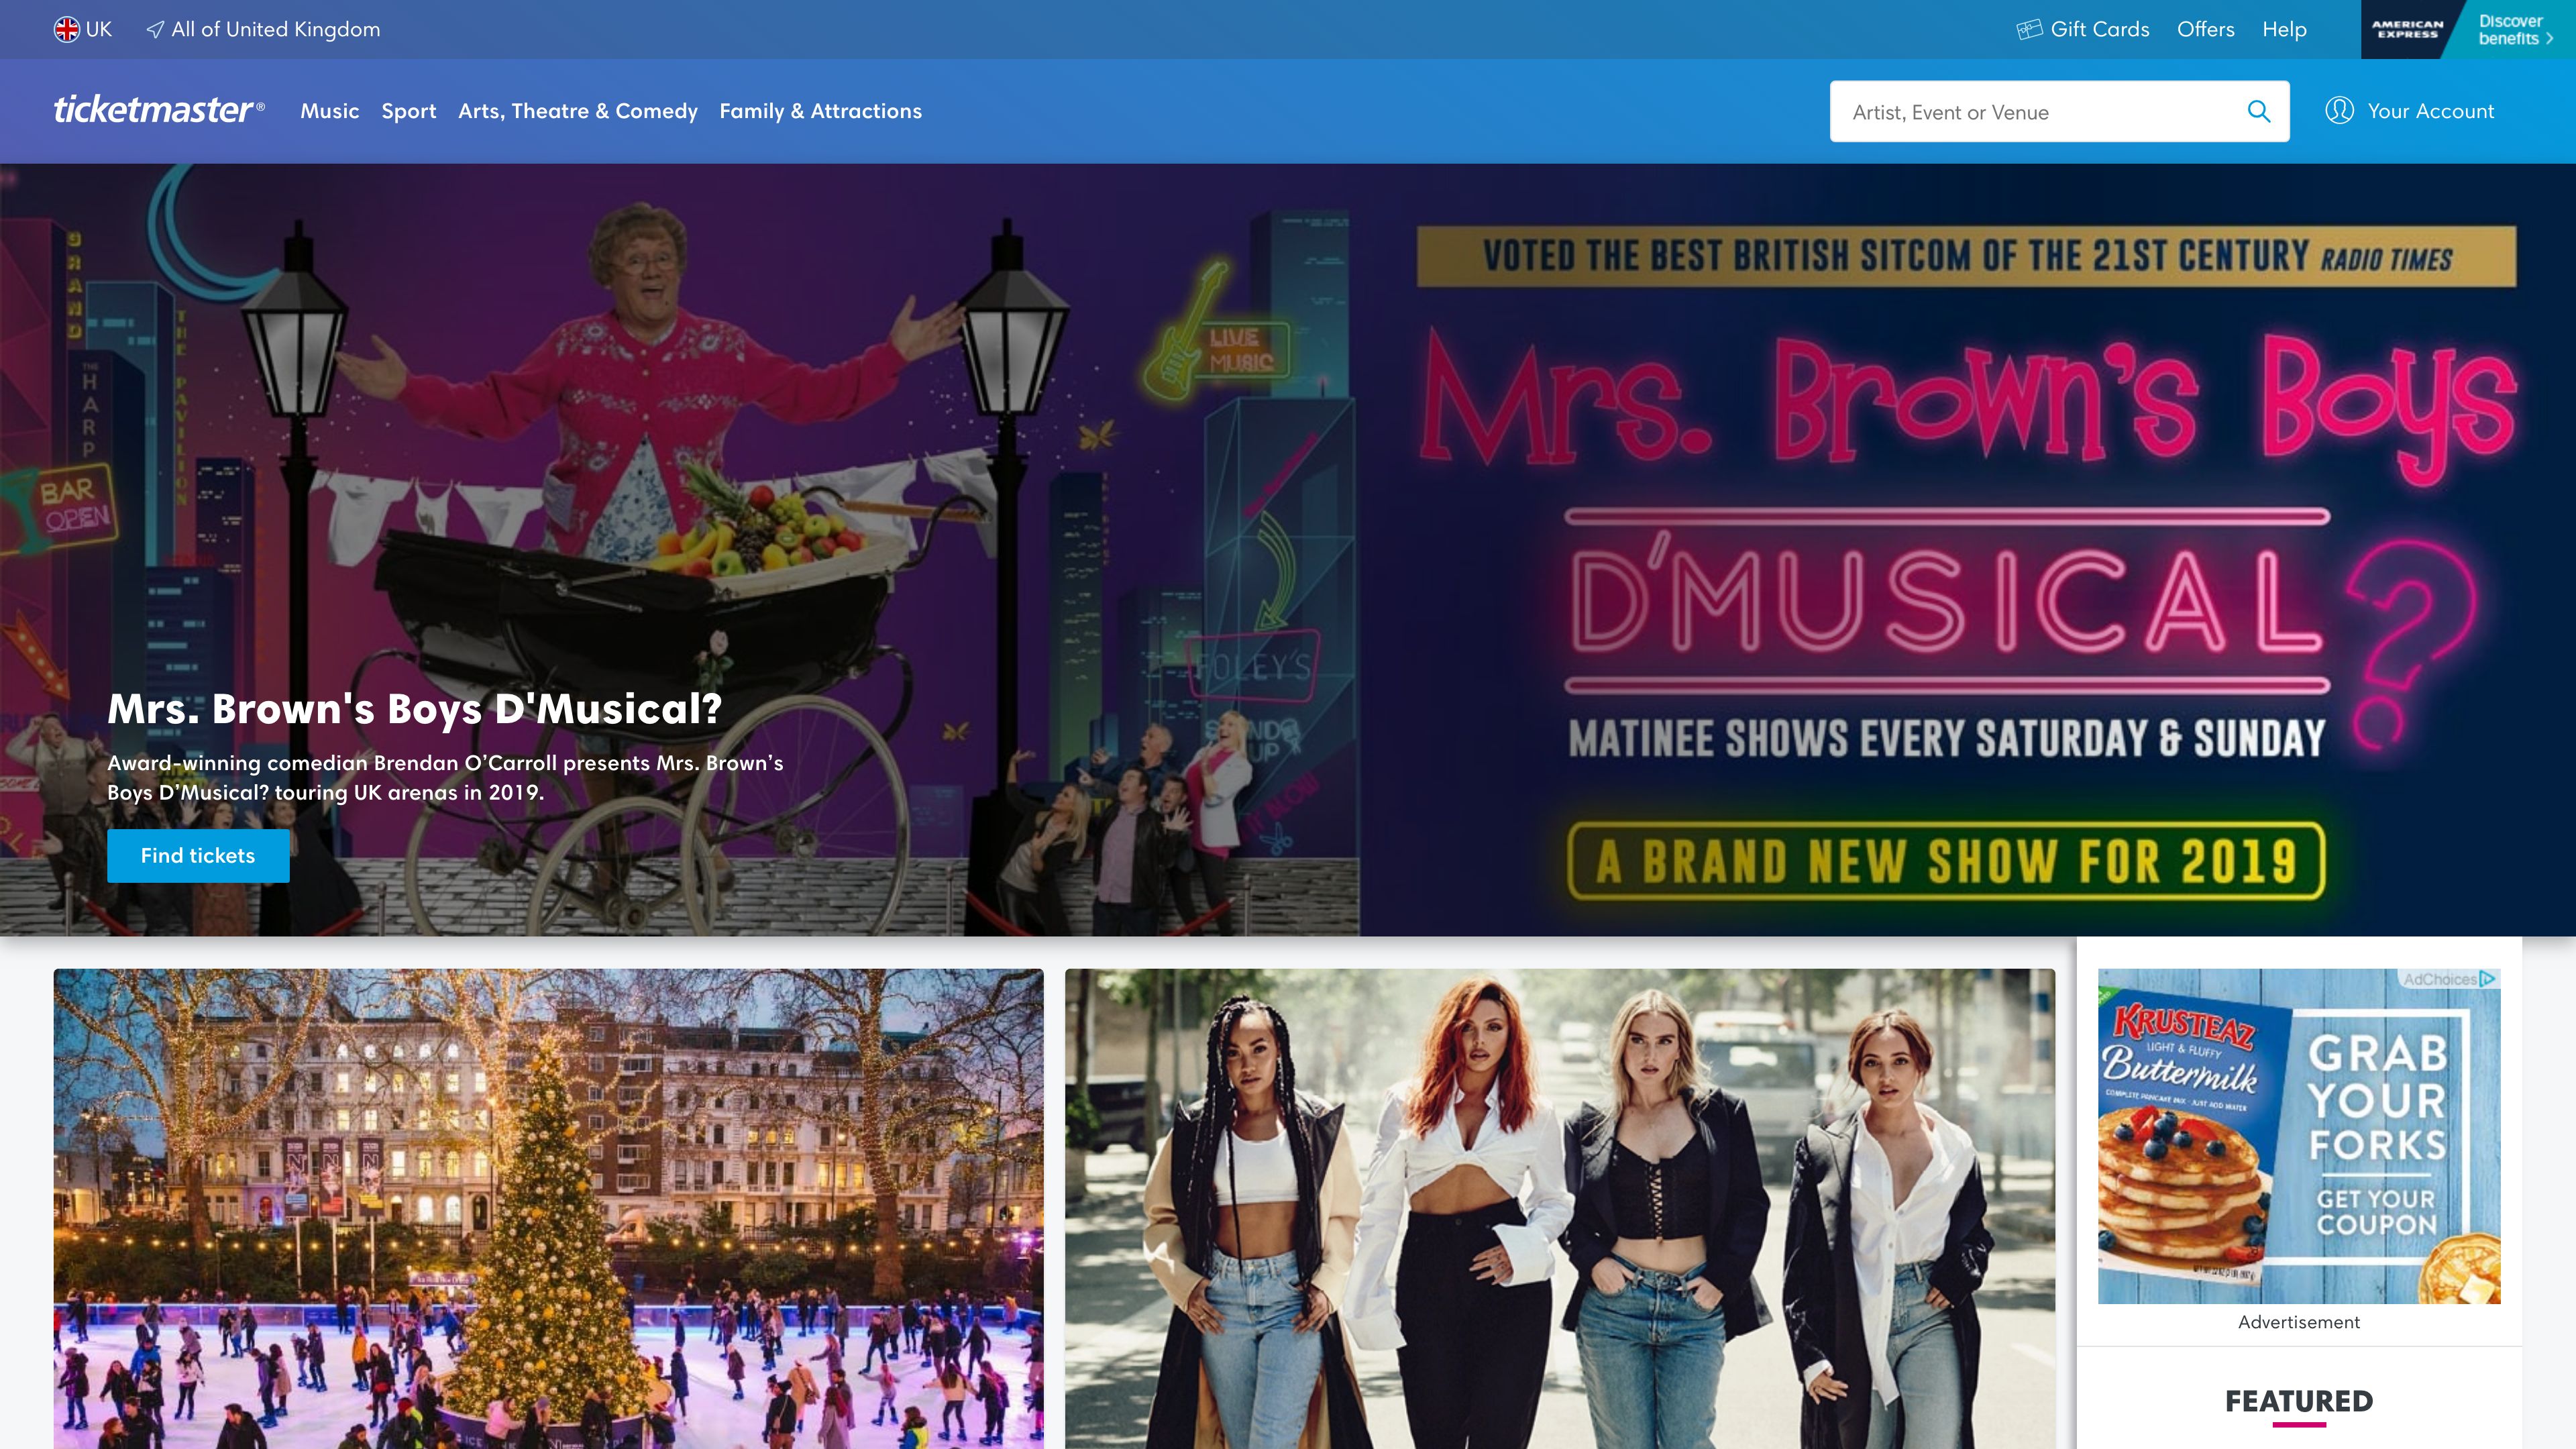 UK
All of United Kingdom
Gift Cards
Offers
Help
AMERICAN
EXPRESS
Discover
benefits
ticketmaster®
Music
Sport
Arts, Theatre & Comedy
Family & Attractions
Artist, Event or Venue
Your Account
GRAND
THE PAVILION
THE
HARP
BAR
OPEN
LIVE
MUSIC
FOLEY'S
VOTED THE BEST BRITISH SITCOM OF THE 21ST CENTURY RADIO TIMES
Mrs. Brown's Boys
D'MUSICAL?
MATINEE SHOWS EVERY SATURDAY & SUNDAY
A BRAND NEW SHOW FOR 2019
Mrs. Brown's Boys D'Musical?
Award-winning comedian Brendan O’Carroll presents Mrs. Brown’s
Boys D’Musical? touring UK arenas in 2019.
Find tickets
AdChoices
KRUSTEAZ
LIGHT & FLUFFY
Buttermilk
COMPLETE PANCAKE MIX · JUST ADD WATER
GRAB
YOUR
FORKS
GET YOUR
COUPON
Advertisement
FEATURED
ICE